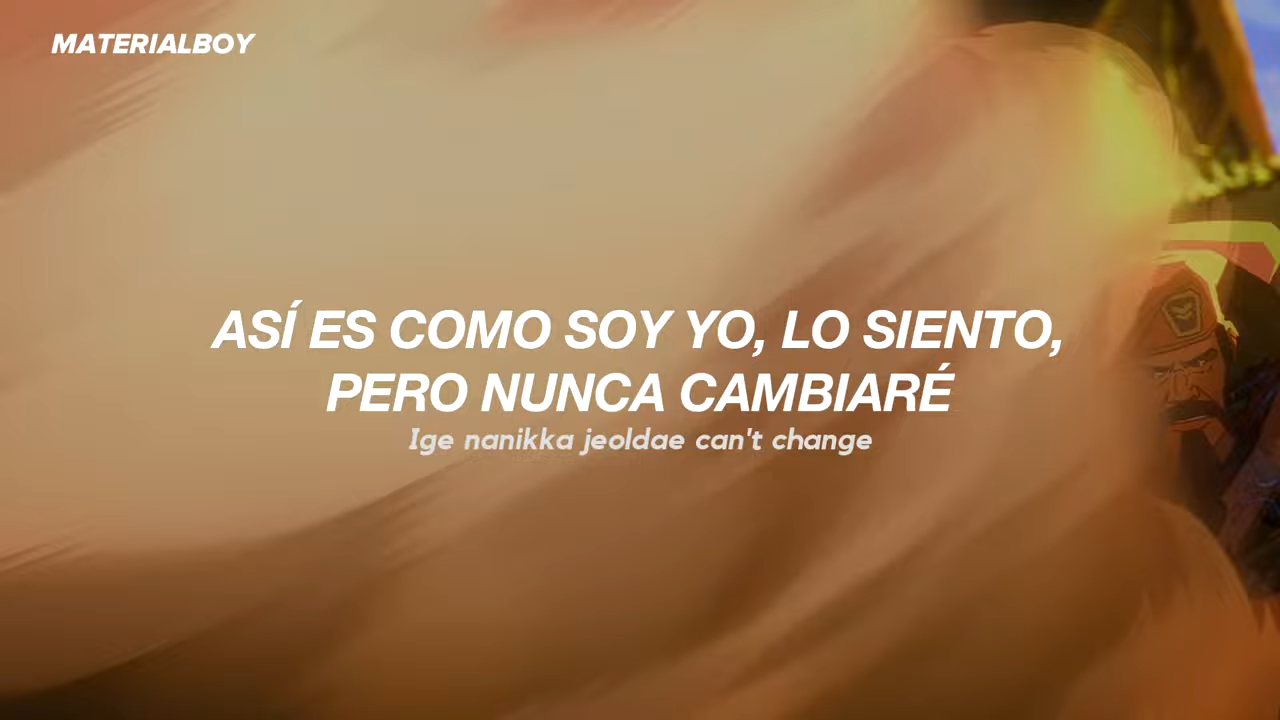 MATERIALBOY
ASÍ ES COMO SOY YO, LO SIENTO,
PERO NUNCA CAMBIARÉ
Ige nanikka jeoldae can't change